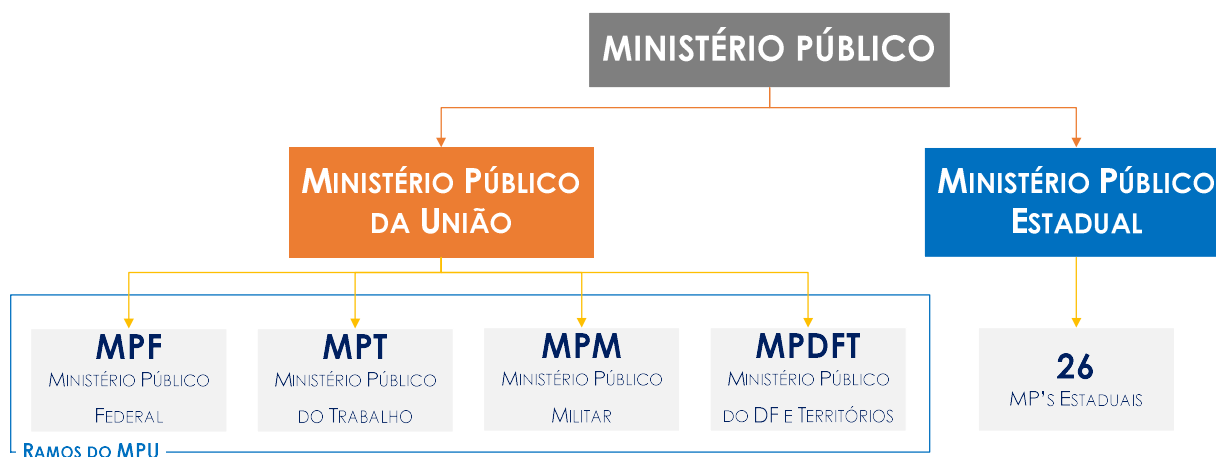 MINISTÉRIO PÚBLICO
MINISTÉRIO PÚBLICO
DA UNIÃO
MINISTÉRIO PÚBLICO
ESTADUAL
MPF
MINISTÉRIO PÚBLICO
FEDERAL
MPT
MINISTÉRIO PÚBLICO
DO TRABALHO
MPM
MINISTÉRIO PÚBLICO
MILITAR
MPDFT
MINISTÉRIO PÚBLICO
DO DF E TERRITÓRIOS
26
MP'S ESTADUAIS
RAMOS DO MPU